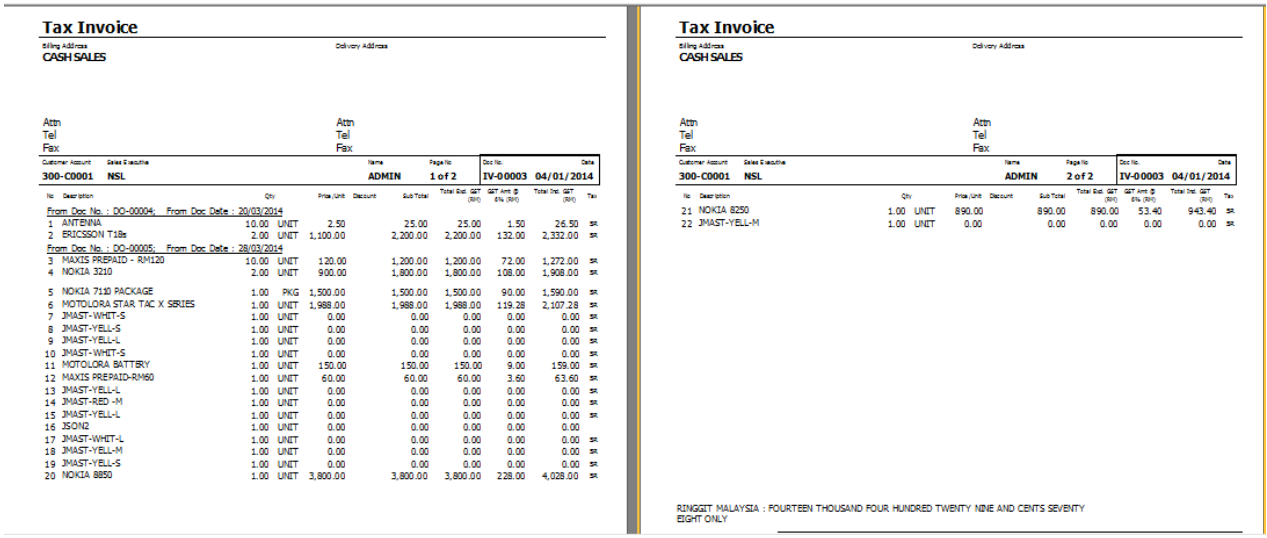 Tax Invoice
Billing Address Delivery Address
CASH SALES
Attn Attn
Tel Tel
Fax Fax
Customer Account Sales Executive Name Page No Doc No. Date
300-C0001 NSL ADMIN 1 of 2 IV-00003 04/01/2014
No Description Qty Price /Unit Discount Sub Total Total Excl. GST (RM) GST Amt @ 6% (RM) Total Incl. GST (RM) Tax
From Doc No. : DO-00004; From Doc Date : 20/03/2014
1 ANTENNA 10.00 UNIT 2.50 25.00 25.00 1.50 26.50 SR
2 ERICSSON T18s 2.00 UNIT 1,100.00 2,200.00 2,200.00 132.00 2,332.00 SR
From Doc No. : DO-00005; From Doc Date : 28/03/2014
3 MAXIS PREPAID - RM120 10.00 UNIT 120.00 1,200.00 1,200.00 72.00 1,272.00 SR
4 NOKIA 3210 2.00 UNIT 900.00 1,800.00 1,800.00 108.00 1,908.00 SR
5 NOKIA 7110 PACKAGE 1.00 PKG 1,500.00 1,500.00 1,500.00 90.00 1,590.00 SR
6 MOTOLORA STAR TAC X SERIES 1.00 UNIT 1,988.00 1,988.00 1,988.00 119.28 2,107.28 SR
7 JMAST-WHIT-S 1.00 UNIT 0.00 0.00 0.00 0.00 0.00 SR
8 JMAST-YELL-S 1.00 UNIT 0.00 0.00 0.00 0.00 0.00 SR
9 JMAST-YELL-L 1.00 UNIT 0.00 0.00 0.00 0.00 0.00 SR
10 JMAST-WHIT-S 1.00 UNIT 0.00 0.00 0.00 0.00 0.00 SR
11 MOTOLORA BATTERY 1.00 UNIT 150.00 150.00 150.00 9.00 159.00 SR
12 MAXIS PREPAID-RM60 1.00 UNIT 60.00 60.00 60.00 3.60 63.60 SR
13 JMAST-YELL-L 1.00 UNIT 0.00 0.00 0.00 0.00 0.00 SR
14 JMAST-RED -M 1.00 UNIT 0.00 0.00 0.00 0.00 0.00 SR
15 JMAST-YELL-L 1.00 UNIT 0.00 0.00 0.00 0.00 0.00 SR
16 JSON2 1.00 UNIT 0.00 0.00 0.00 0.00 0.00
17 JMAST-WHIT-L 1.00 UNIT 0.00 0.00 0.00 0.00 0.00 SR
18 JMAST-YELL-M 1.00 UNIT 0.00 0.00 0.00 0.00 0.00 SR
19 JMAST-YELL-S 1.00 UNIT 0.00 0.00 0.00 0.00 0.00 SR
20 NOKIA 8850 1.00 UNIT 3,800.00 3,800.00 3,800.00 228.00 4,028.00 SR
Tax Invoice
Billing Address Delivery Address
CASH SALES
Attn Attn
Tel Tel
Fax Fax
Customer Account Sales Executive Name Page No Doc No. Date
300-C0001 NSL ADMIN 2 of 2 IV-00003 04/01/2014
No Description Qty Price /Unit Discount Sub Total Total Excl. GST (RM) GST Amt @ 6% (RM) Total Incl. GST (RM) Tax
21 NOKIA 8250 1.00 UNIT 890.00 890.00 890.00 53.40 943.40 SR
22 JMAST-YELL-M 1.00 UNIT 0.00 0.00 0.00 0.00 0.00 SR
RINGGIT MALAYSIA : FOURTEEN THOUSAND FOUR HUNDRED TWENTY NINE AND CENTS SEVENTY
EIGHT ONLY